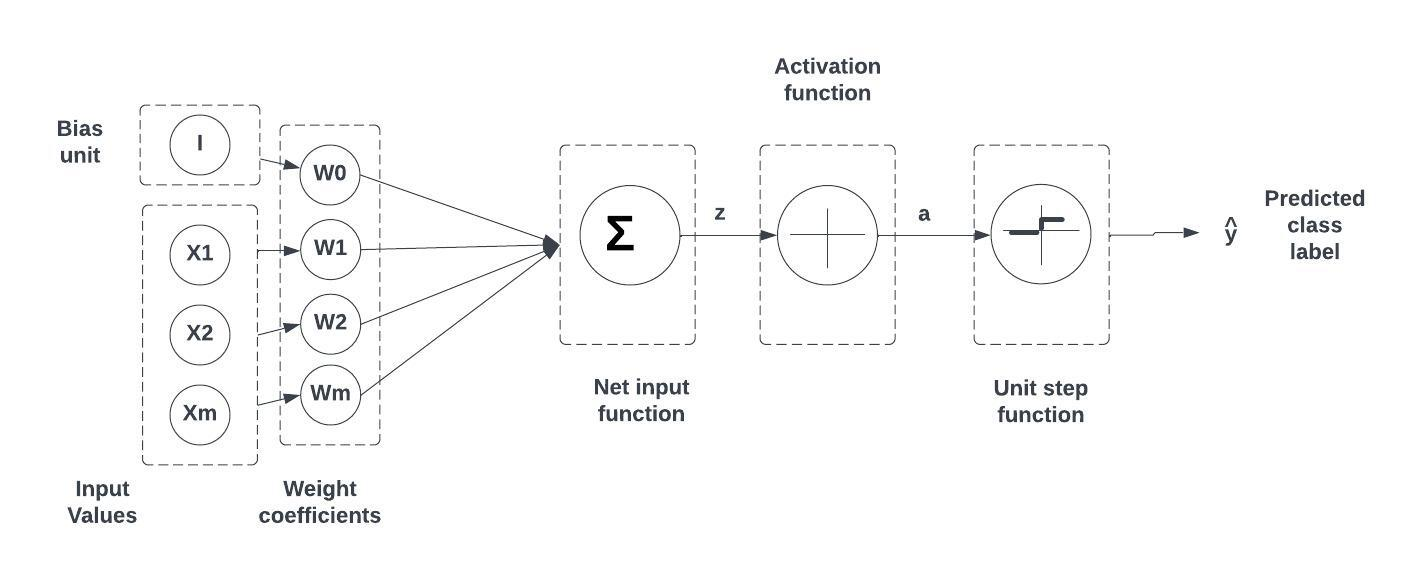 Activation
function
Bias
unit
I
W0
X1
W1
X2
W2
Xm
Wm
Input
Values
Weight
coefficients
Σ
Net input
function
z
a
Unit step
function
ŷ
Predicted
class
label